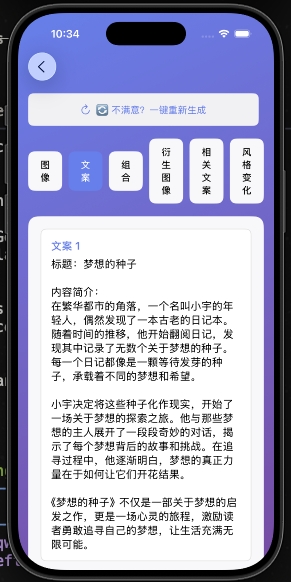 10:34
不满意？一键重新生成
图像
文案
组合
衍生图像
相关文案
风格变化
文案 1
标题：梦想的种子
内容简介：
在繁华都市的角落，一个名叫小宇的年
轻人，偶然发现了一本古老的日记本。
随着时间的推移，他开始翻阅日记，发
现其中记录了无数个关于梦想的种子。
每一个日记都像是一颗等待发芽的种
子，承载着不同的梦想和希望。
小宇决定将这些种子化作现实，开始了
一场关于梦想的探索之旅。他与那些梦
想的主人展开了一段段奇妙的对话，揭
示了每个梦想背后的故事和挑战。在追
寻过程中，他逐渐明白，梦想的真正力
量在于如何让它们开花结果。
《梦想的种子》不仅是一部关于梦想的启
发之作，更是一场心灵的旅程，激励读
者勇敢追寻自己的梦想，让生活充满无
限可能。